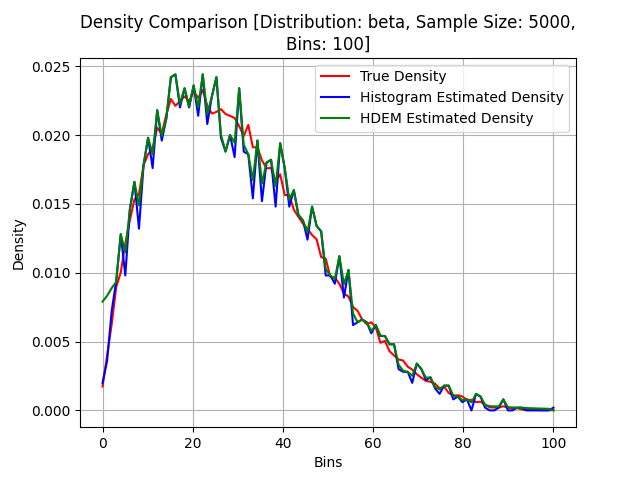 Density Comparison [Distribution: beta, Sample Size: 5000,
Bins: 100]
True Density
Histogram Estimated Density
HDEM Estimated Density
Density
0.025
0.020
0.015
0.010
0.005
0.000
0
20
40
60
80
100
Bins